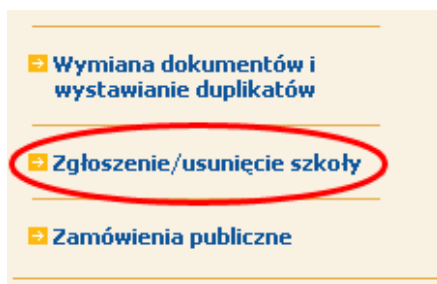 Wymiana dokumentów i
wystawianie duplikatów
Zgłoszenie/usunięcie szkoły
Zamówienia publiczne